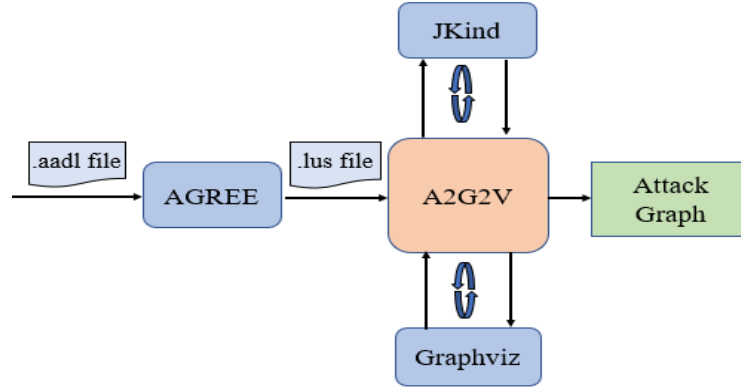 JKind
.aadl file
.lus file
AGREE
A2G2V
Attack
Graph
Graphviz